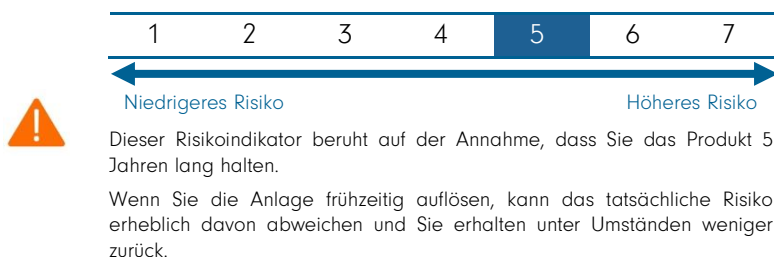 1 2 3 4 5 6 7
Niedrigeres Risiko Höheres Risiko
Dieser Risikoindikator beruht auf der Annahme, dass Sie das Produkt 5
Jahren lang halten.
Wenn Sie die Anlage frühzeitig auflösen, kann das tatsächliche Risiko
erheblich davon abweichen und Sie erhalten unter Umständen weniger
zurück.